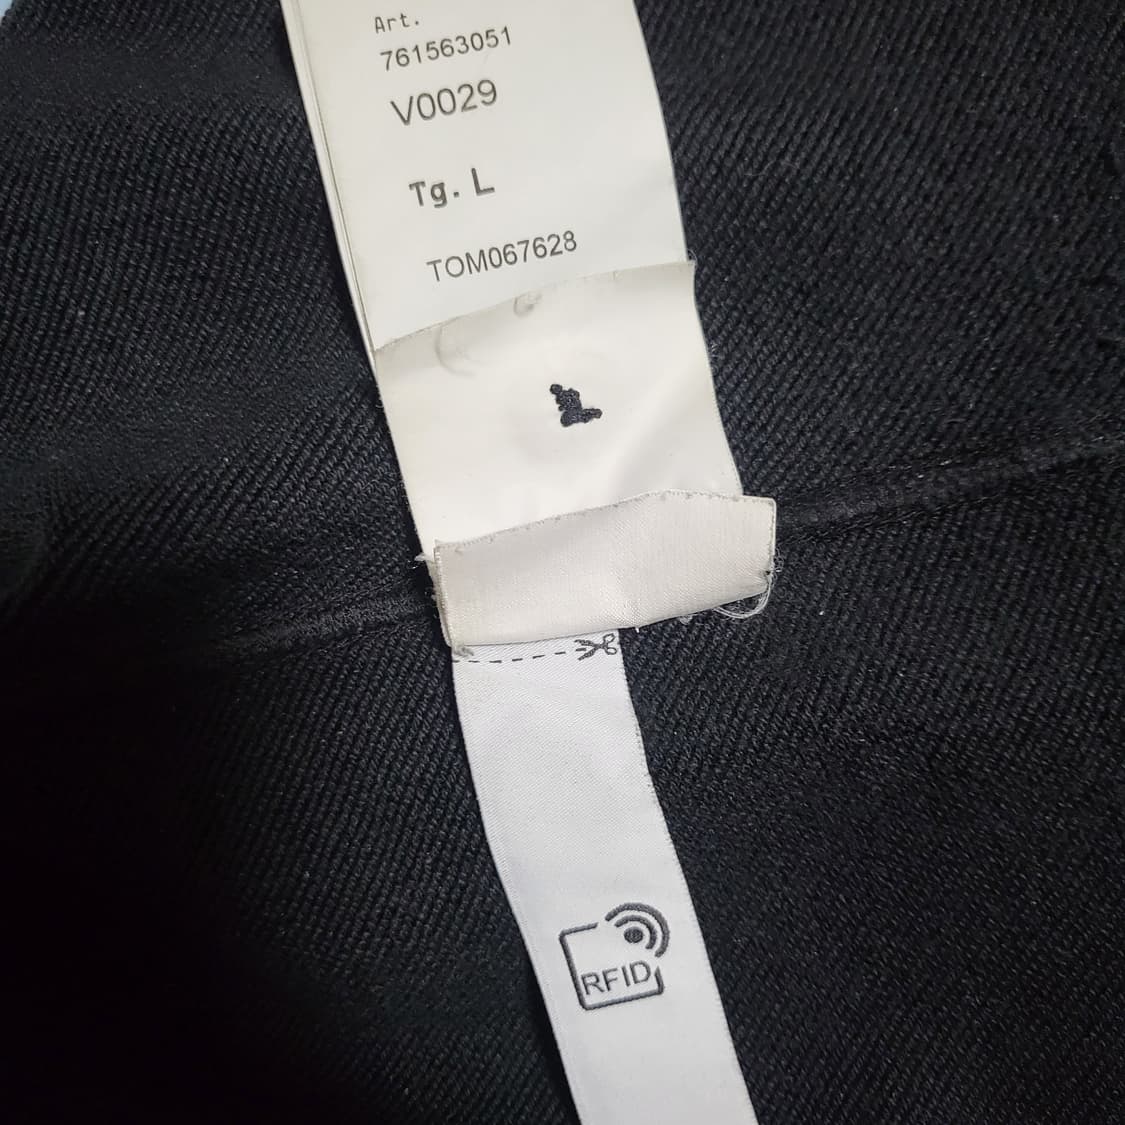 Art.
761563051
V0029
Tg. L
TOM067628
L
RFID